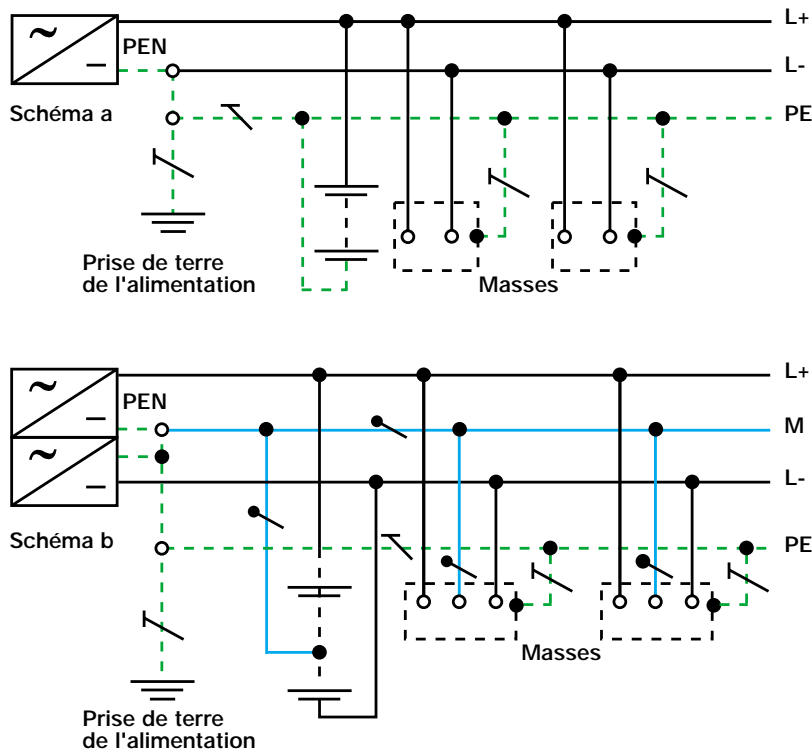 L+
PEN
L-
Schéma a
PE
Prise de terre
de l'alimentation
Masses
L+
PEN
M
L-
Schéma b
PE
Masses
Prise de terre
de l'alimentation